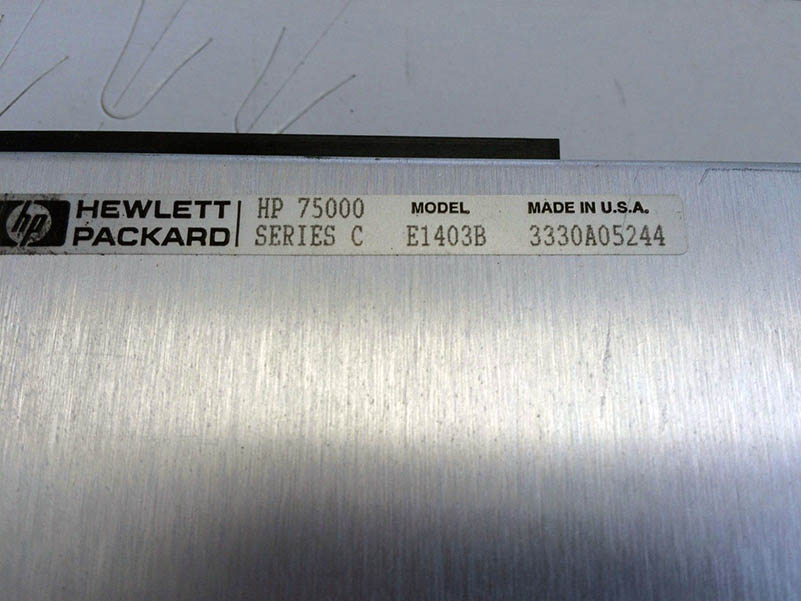 hp HEWLETT PACKARD HP 75000 SERIES C
MODEL E1403B
MADE IN U.S.A. 3330A05244